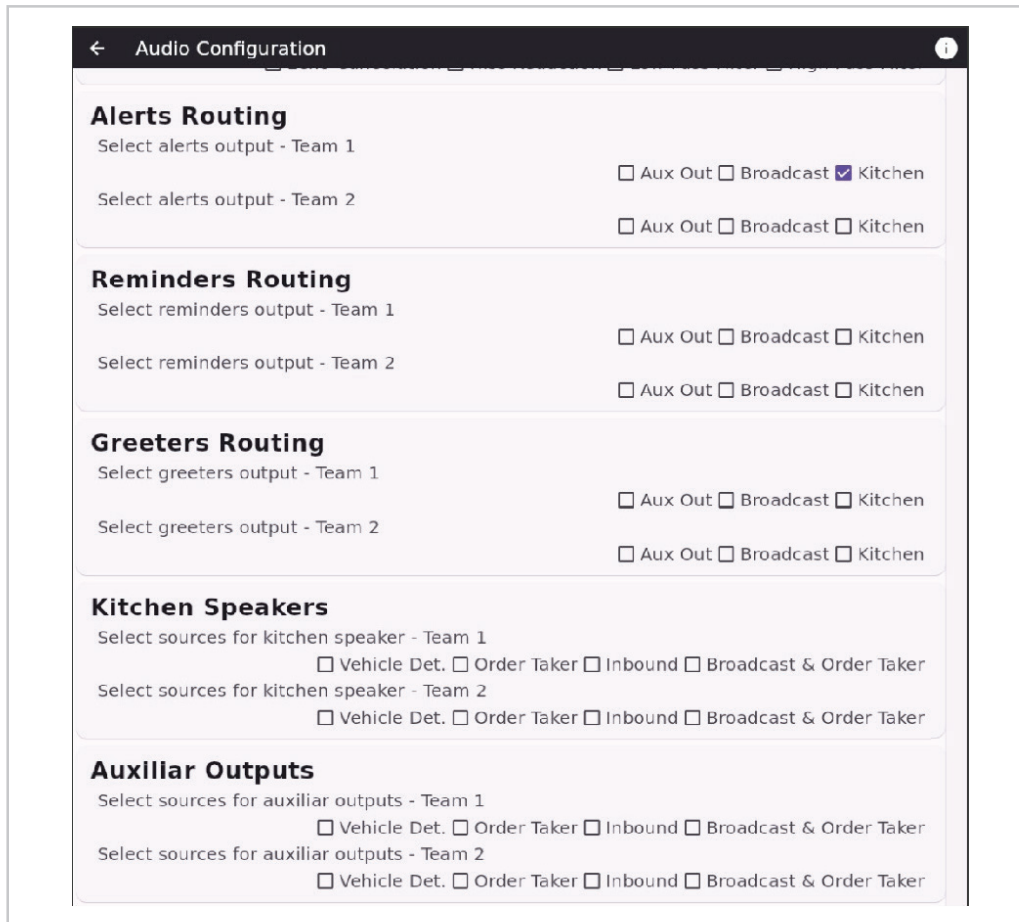 Audio Configuration
Alerts Routing
Select alerts output - Team 1
Aux Out Broadcast Kitchen
Select alerts output - Team 2
Aux Out Broadcast Kitchen
Reminders Routing
Select reminders output - Team 1
Aux Out Broadcast Kitchen
Select reminders output - Team 2
Aux Out Broadcast Kitchen
Greeters Routing
Select greeters output - Team 1
Aux Out Broadcast Kitchen
Select greeters output - Team 2
Aux Out Broadcast Kitchen
Kitchen Speakers
Select sources for kitchen speaker - Team 1
Vehicle Det. Order Taker Inbound Broadcast & Order Taker
Select sources for kitchen speaker - Team 2
Vehicle Det. Order Taker Inbound Broadcast & Order Taker
Auxiliar Outputs
Select sources for auxiliar outputs - Team 1
Vehicle Det. Order Taker Inbound Broadcast & Order Taker
Select sources for auxiliar outputs - Team 2
Vehicle Det. Order Taker Inbound Broadcast & Order Taker